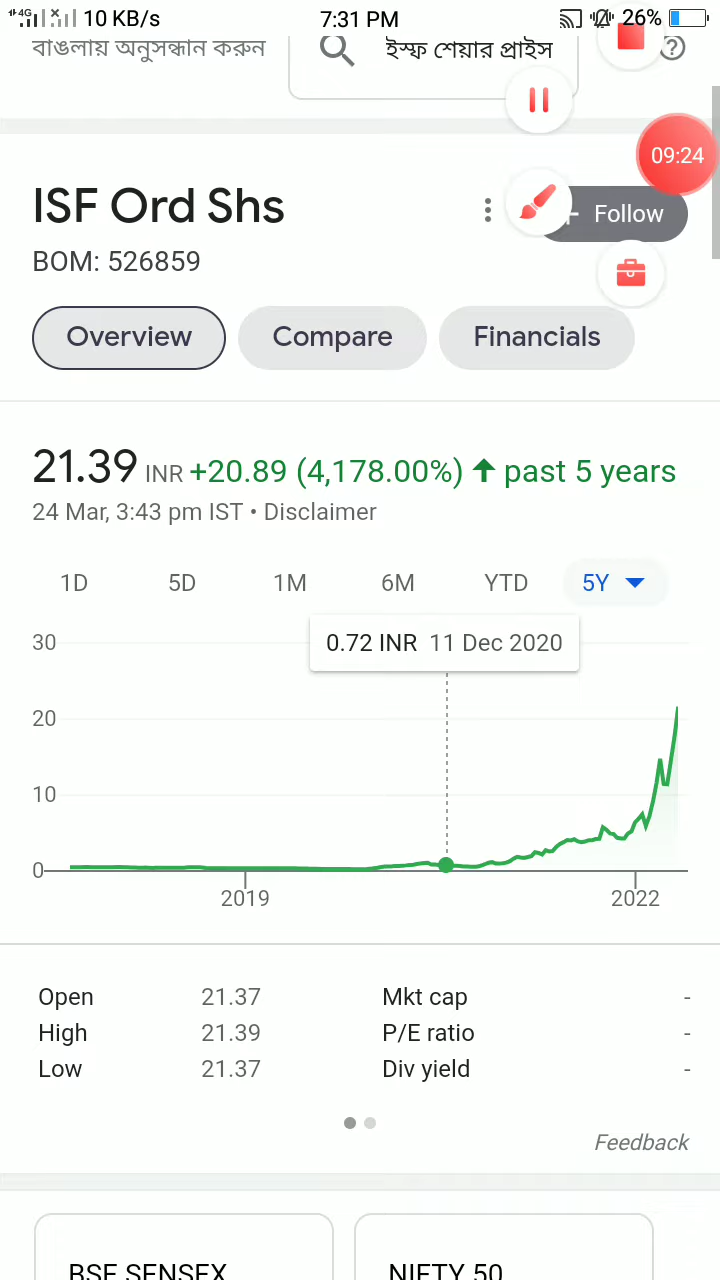 4G 10 KB/s 7:31 PM 26%
বাঙলায় অনুসন্ধান করুন
ইস্ফ শেয়ার প্রাইস
09:24
ISF Ord Shs
+ Follow
BOM: 526859
Overview Compare Financials
21.39 INR +20.89 (4,178.00%) ↑ past 5 years
24 Mar, 3:43 pm IST • Disclaimer
1D 5D 1M 6M YTD 5Y
0.72 INR 11 Dec 2020
30
20
10
0
2019 2022
Open 21.37 Mkt cap -
High 21.39 P/E ratio -
Low 21.37 Div yield -
Feedback
BSE SENSEX NIFTY 50